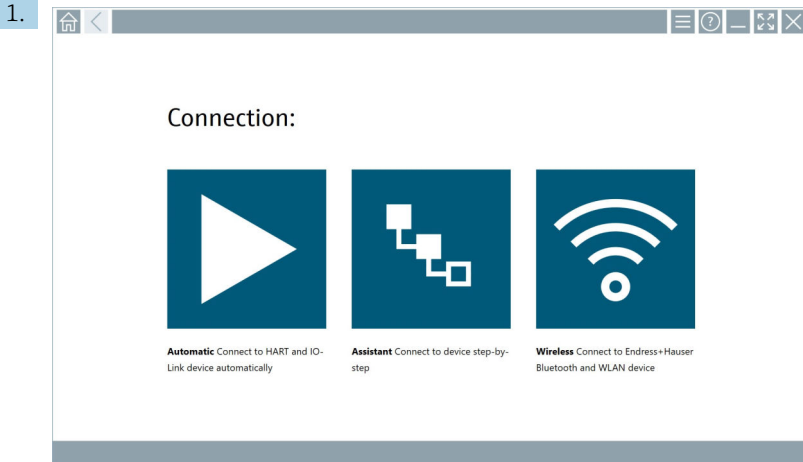 1.
Connection:
Automatic Connect to HART and IO-
Link device automatically
Assistant Connect to device step-by-
step
Wireless Connect to Endress+Hauser
Bluetooth and WLAN device